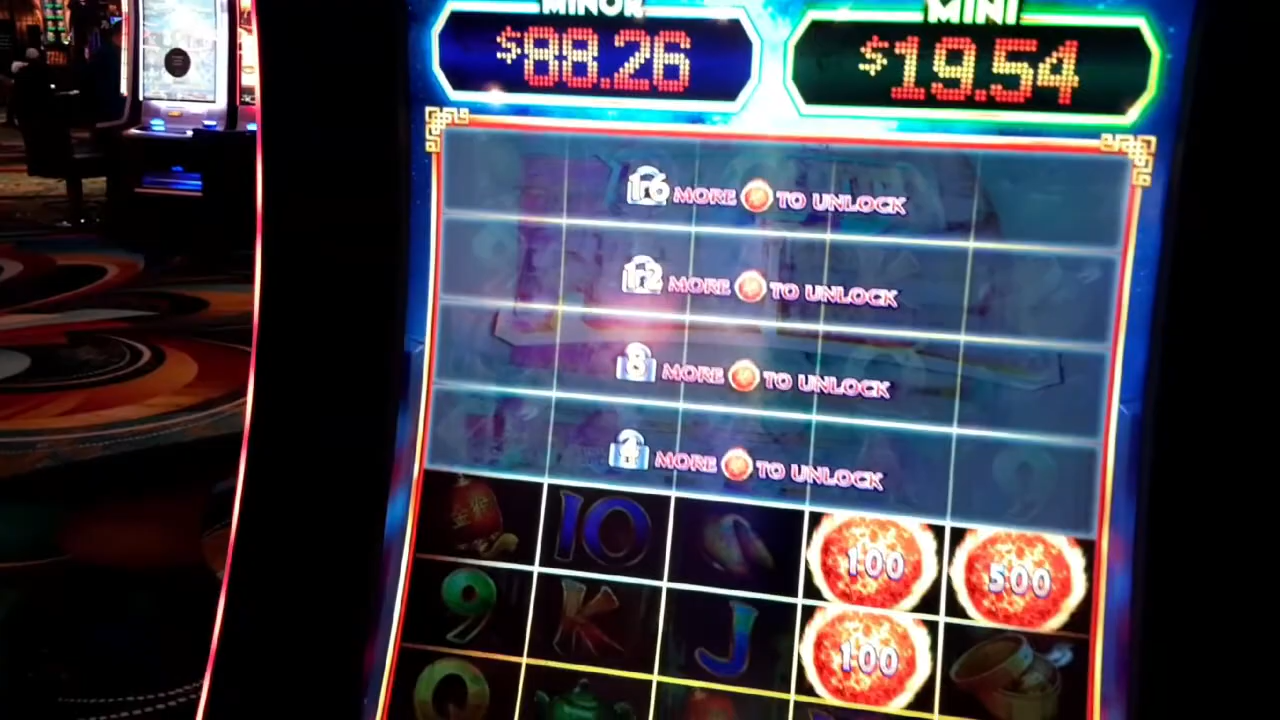 MINOR MINI
$88.26 $19.54
16 MORE TO UNLOCK
12 MORE TO UNLOCK
8 MORE TO UNLOCK
4 MORE TO UNLOCK
10 100 500
9 K J 100
Q